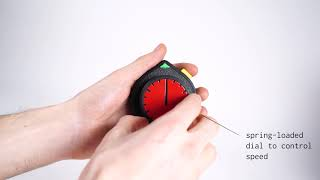 spring-loaded
dial to control
speed